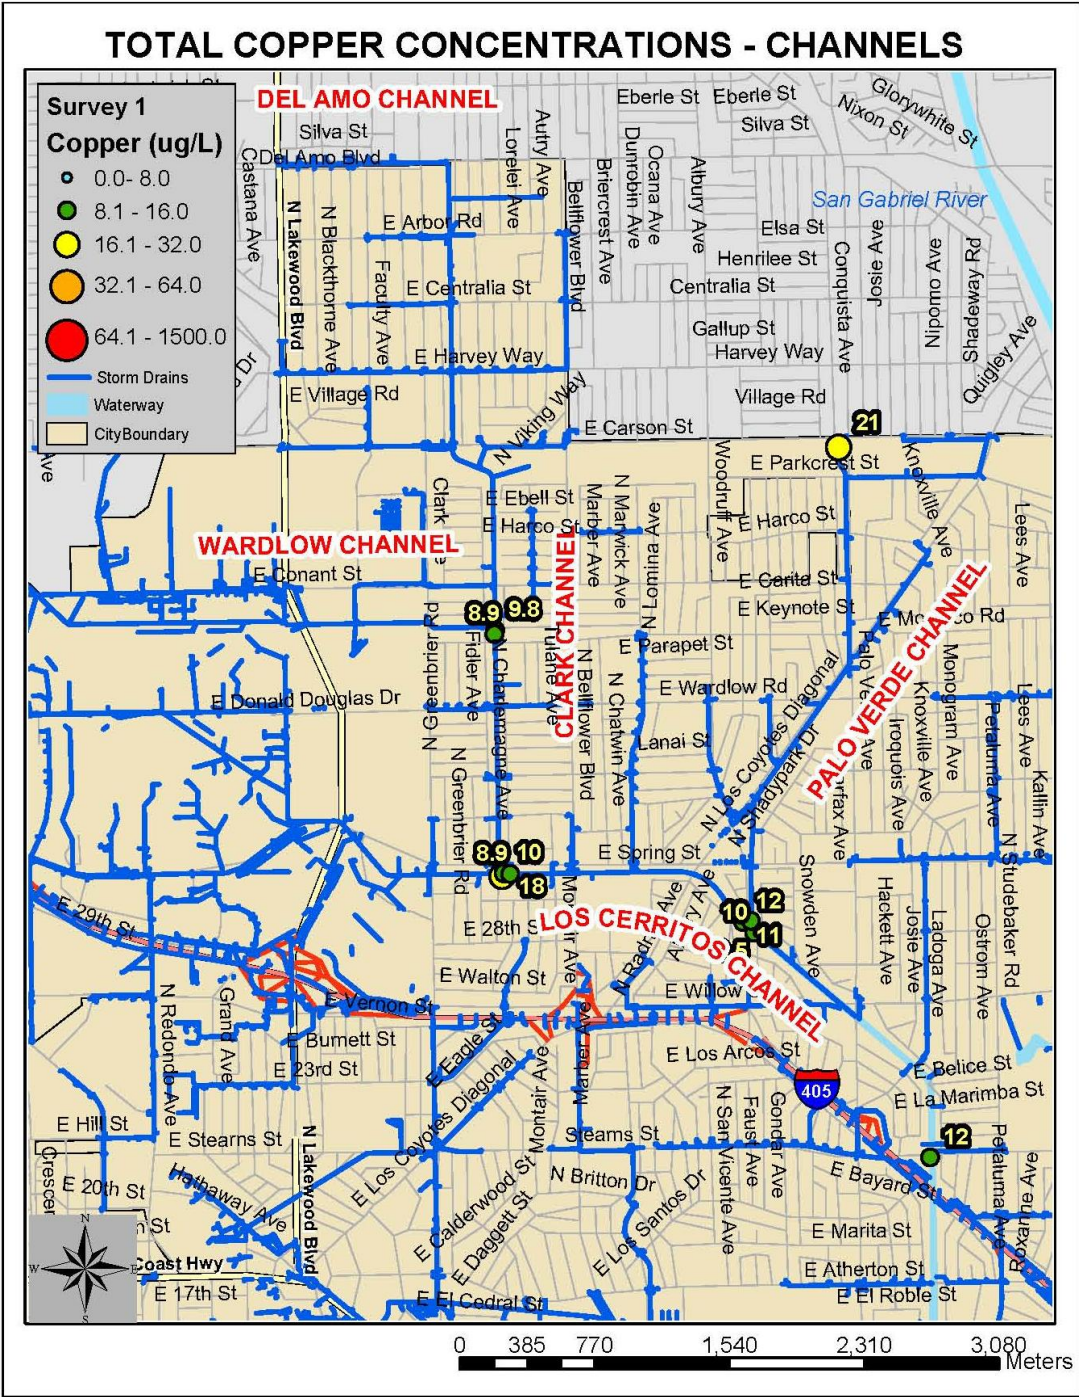 TOTAL COPPER CONCENTRATIONS - CHANNELS
Survey 1
Copper (ug/L)
0.0- 8.0
8.1 - 16.0
16.1 - 32.0
32.1 - 64.0
64.1 - 1500.0
Storm Drains
Waterway
CityBoundary
DEL AMO CHANNEL
Silva St
Del Amo Blvd
Castana Ave
N Lakewood Blvd
N Blackthorne Ave
Faculty Ave
E Arbor Rd
Lorelei Ave
Autry Ave
Bellflower Blvd
Briercrest Ave
Dunrobin Ave
Ocana Ave
Albury Ave
Eberle St
Eberle St
Silva St
Nixon St
Glorywhite St
San Gabriel River
Elsa St
Henrilee St
Centralia St
Gallup St
Harvey Way
Village Rd
Conquista Ave
Josie Ave
Nipomo Ave
Shadeway Rd
Quigley Ave
E Centralia St
E Harvey Way
E Village Rd
N Viking Way
E Carson St
Dr
Ave
21
E Parkcrest St
Knoxville Ave
Woodruff Ave
E Harco St
E Carita St
E Keynote St
Lees Ave
Clark
E Ebell St
E Harco St
Marber Ave
N Marwick Ave
N Lomina Ave
WARDLOW CHANNEL
CLARK CHANNEL
PALO VERDE CHANNEL
E Conant St
8.9
9.8
N Greenbrier Rd
Fidler Ave
N Charlemagne Ave
Tulane Ave
E Parapet St
E Wardlow Rd
N Bellflower Blvd
N Chatwin Ave
Lanai St
N Los Coyotes Diagonal
N Shadypark Dr
Monogram Ave
Knoxville Ave
Iroquois Ave
Petaluma Ave
Lees Ave
Kallin Ave
E Donald Douglas Dr
N Greenbrier Rd
8.9
10
18
E Spring St
E 28th St
LOS CERRITOS CHANNEL
10
12
11
Snowden Ave
Hackett Ave
Josie Ave
Ladoga Ave
Ostrom Ave
N Studebaker Rd
E 29th St
E Walton St
E Willow
E Vernon St
N Redondo Ave
Grand Ave
E Burnett St
E 23rd St
E Eagle St
E Los Coyotes Diagonal
Montair Ave
Marber Ave
E Los Arcos St
405
E Belice St
E La Marimba St
N San Vicente Ave
Faust Ave
Gondar Ave
12
E Hill St
E Stearns St
Stearns St
N Lakewood Blvd
Hathaway Ave
E 20th St
St
Coast Hwy
E 17th St
E Calderwood St
E Daggett St
N Britton Dr
E Los Santos Dr
E Bayard St
Petaluma Ave
Roxanne Ave
E Marita St
E Atherton St
E El Roble St
E El Cedral St
N
W
E
S
0 385 770 1,540 2,310 3,080
Meters